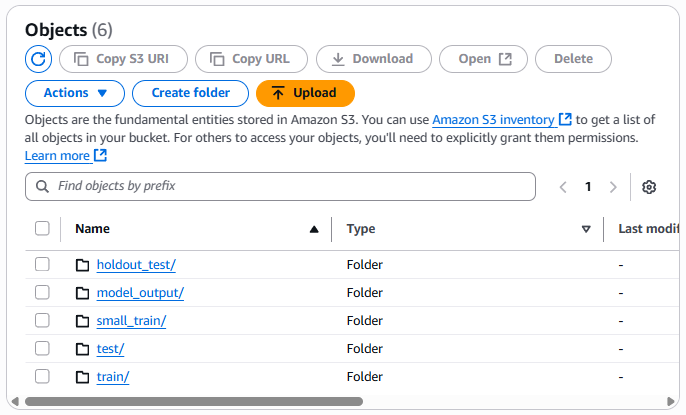 Objects (6)
Copy S3 URI Copy URL Download Open Delete
Actions Create folder Upload
Objects are the fundamental entities stored in Amazon S3. You can use Amazon S3 inventory to get a list of
all objects in your bucket. For others to access your objects, you'll need to explicitly grant them permissions.
Learn more
Find objects by prefix 1
Name Type Last modif
holdout_test/ Folder -
model_output/ Folder -
small_train/ Folder -
test/ Folder -
train/ Folder -